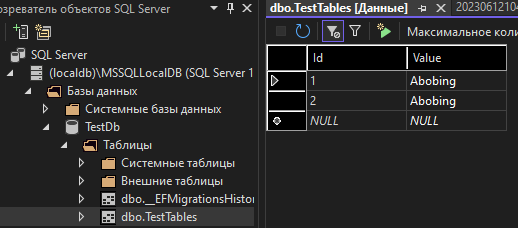 озреватель объектов SQL Server
SQL Server
(localdb)\MSSQLLocalDB (SQL Server 1
Базы данных
Системные базы данных
TestDb
Таблицы
Системные таблицы
Внешние таблицы
dbo.__EFMigrationsHistor
dbo.TestTables
dbo.TestTables [Данные]
20230612104
Максимальное колич
Id Value
1 Abobing
2 Abobing
NULL NULL